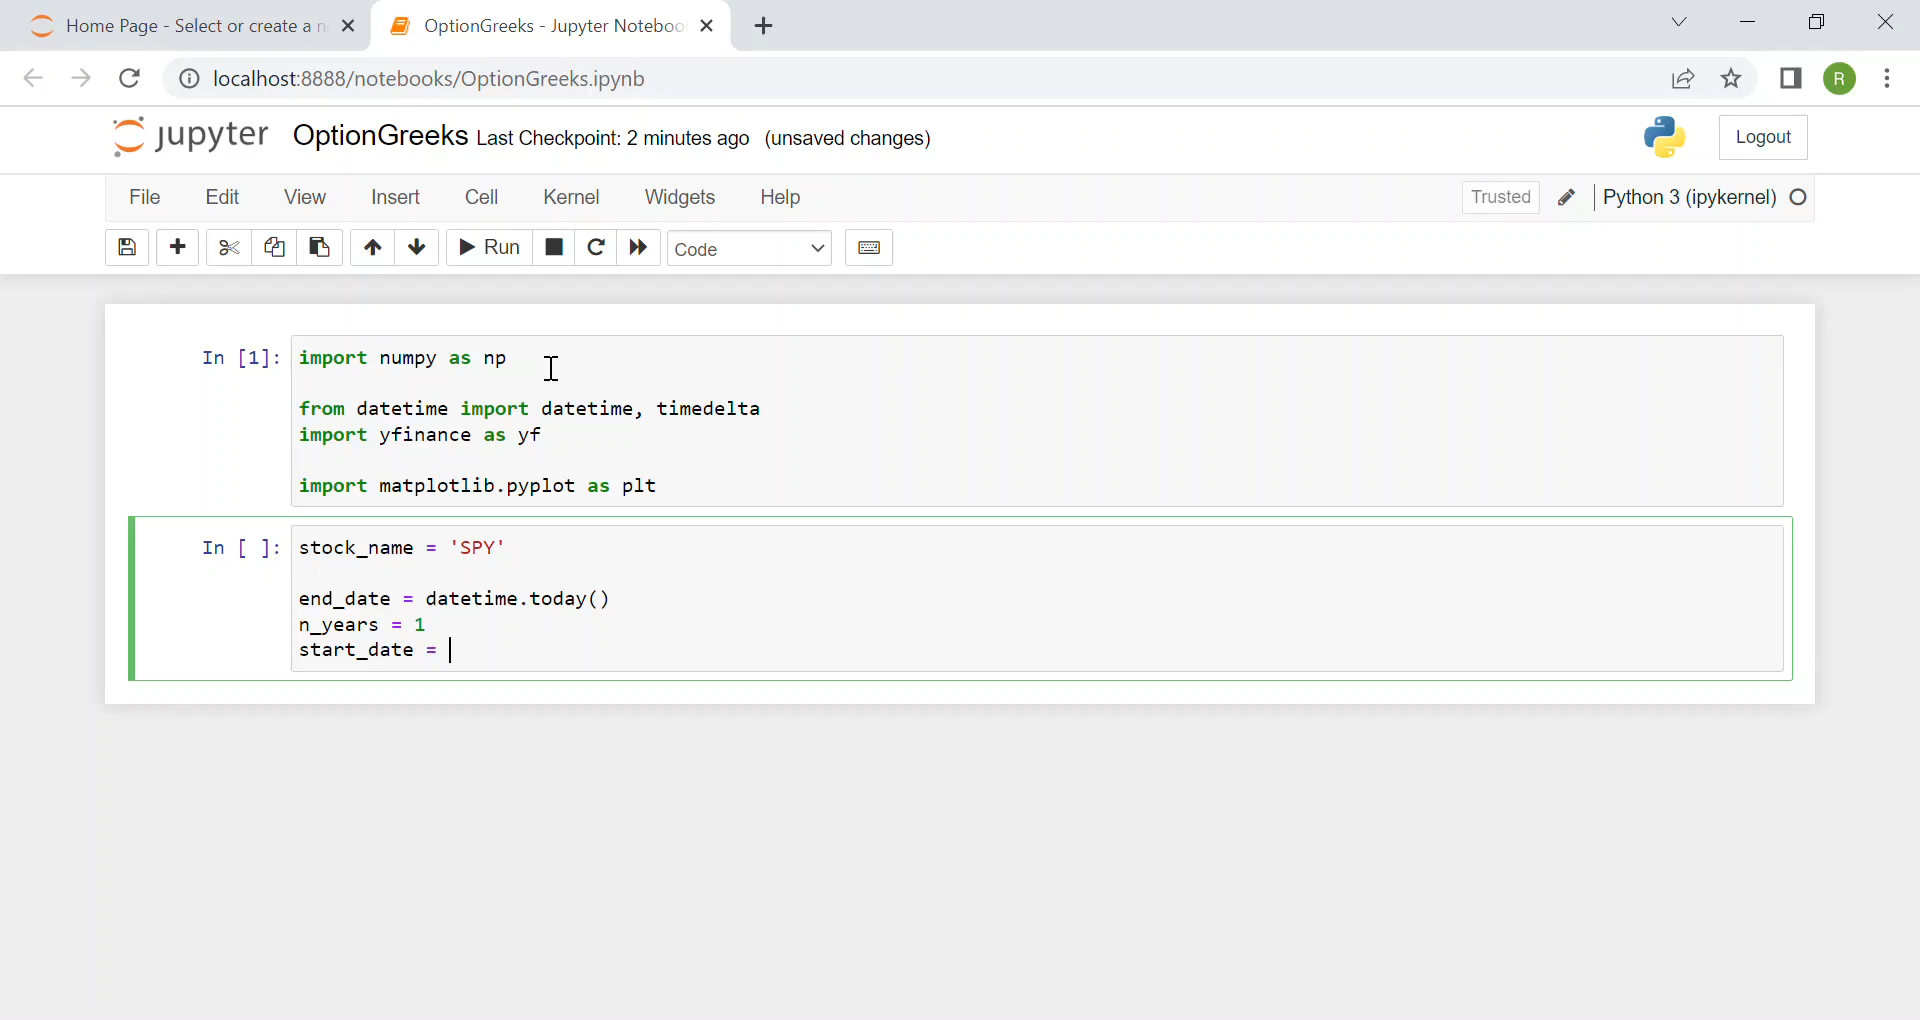 Home Page - Select or create a n
OptionGreeks - Jupyter Noteboo
localhost:8888/notebooks/OptionGreeks.ipynb
R
jupyter OptionGreeks Last Checkpoint: 2 minutes ago (unsaved changes)
Logout
File Edit View Insert Cell Kernel Widgets Help
Trusted
Python 3 (ipykernel)
Run
Code
In [1]: import numpy as np
from datetime import datetime, timedelta
import yfinance as yf
import matplotlib.pyplot as plt
In [ ]: stock_name = 'SPY'
end_date = datetime.today()
n_years = 1
start_date =